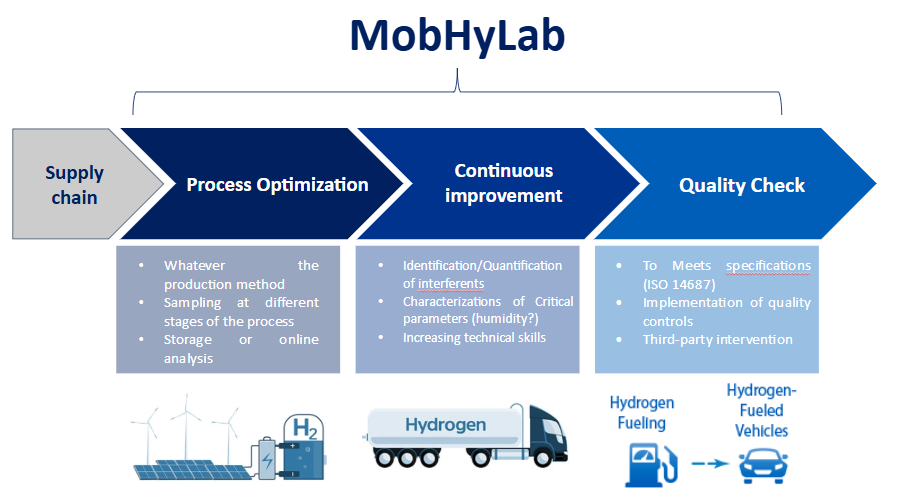 MobHyLab
Supply
chain
Process Optimization
Continuous
improvement
Quality Check
• Whatever the
production method
• Sampling at different
stages of the process
• Storage or online
analysis
• Identification/Quantification
of interferents
• Characterizations of Critical
parameters (humidity?)
• Increasing technical skills
• To Meets specifications
(ISO 14687)
• Implementation of quality
controls
• Third-party intervention
H2
Hydrogen
Hydrogen
Fueling
Hydrogen-
Fueled
Vehicles